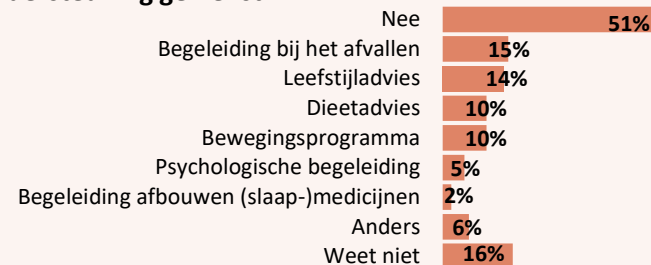 Nee 51%
Begeleiding bij het afvallen 15%
Leefstijladvies 14%
Dieetadvies 10%
Bewegingsprogramma 10%
Psychologische begeleiding 5%
Begeleiding afbouwen (slaap-)medicijnen 2%
Anders 6%
Weet niet 16%